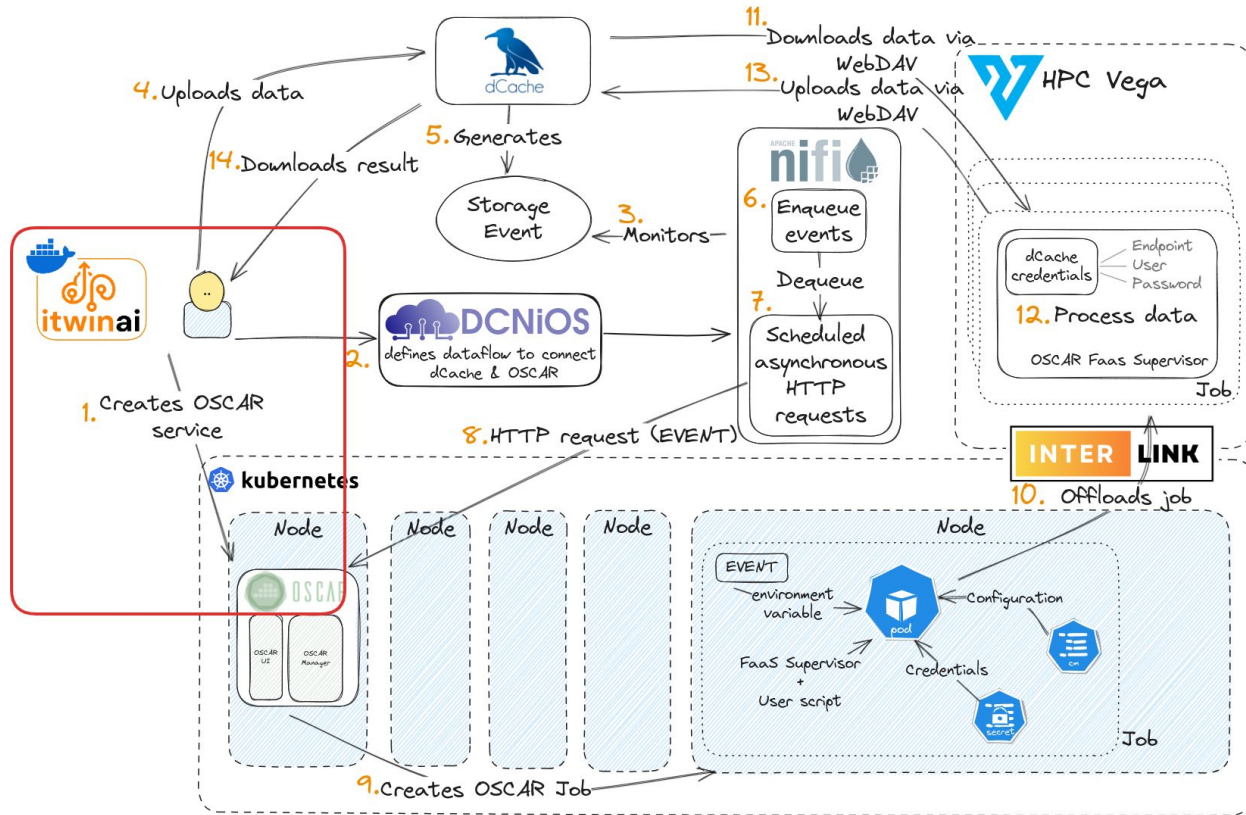 11.
Downloads data via
WebDAV
13.
Uploads data via
WebDAV
HPC Vega
dCache
4. Uploads data
5. Generates
14. Downloads result
Storage
Event
3.
Monitors
APACHE
nifi
6.
Enqueue
events
Dequeue
7.
Scheduled
asynchronous
HTTP
requests
dCache
credentials
Endpoint
User
Password
12. Process data
OSCAR FaaS Supervisor
Job
itwinai
2.
DCNiOS
defines dataflow to connect
dCache & OSCAR
1. Creates OSCAR
service
8. HTTP request (EVENT)
INTER LINK
10. Offloads job
kubernetes
Node
Node
Node
Node
Node
OSCAR
OSCAR
UI
OSCAR
Manager
EVENT
environment
variable
pod
Configuration
cm
FaaS Supervisor
+
User script
Credentials
secret
Job
9. Creates OSCAR Job